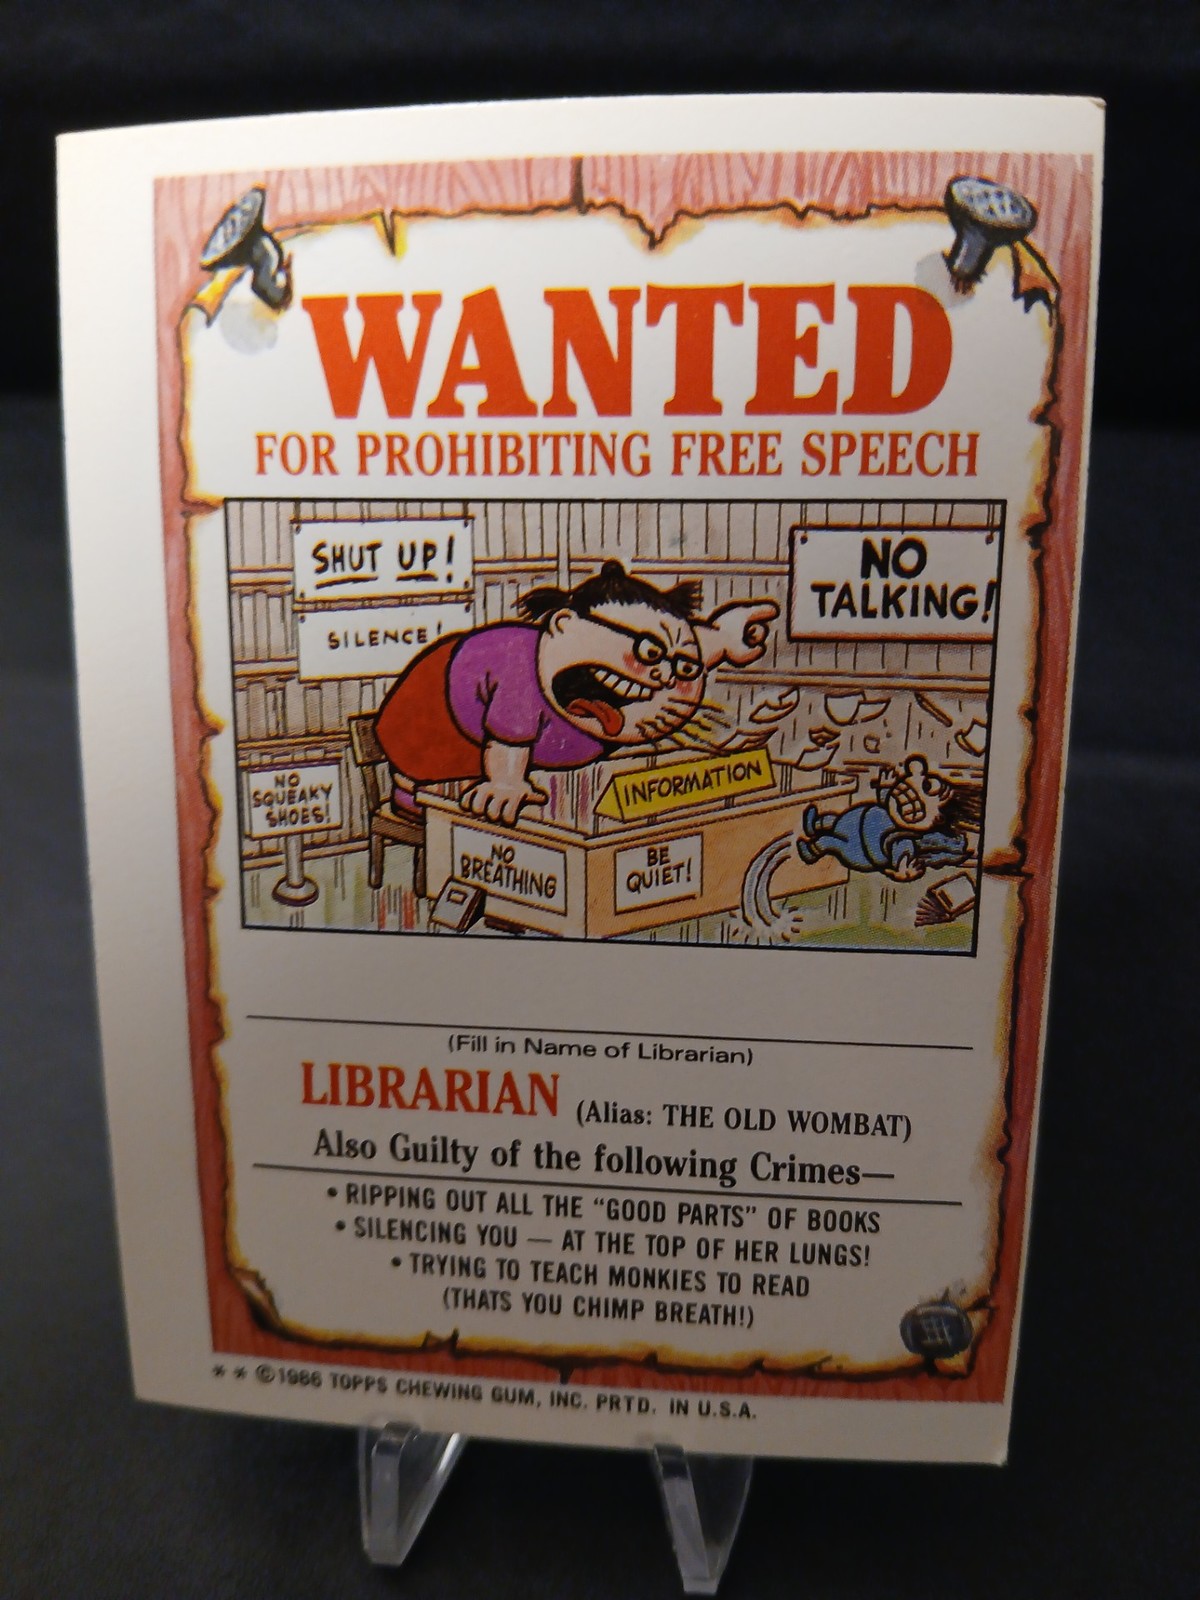 WANTED
FOR PROHIBITING FREE SPEECH
SHUT UP!
SILENCE!
NO
TALKING!
NO
SQUEAKY
SHOES!
INFORMATION
NO
BREATHING
BE
QUIET!
(Fill in Name of Librarian)
LIBRARIAN (Alias: THE OLD WOMBAT)
Also Guilty of the following Crimes—
• RIPPING OUT ALL THE “GOOD PARTS” OF BOOKS
• SILENCING YOU — AT THE TOP OF HER LUNGS!
• TRYING TO TEACH MONKIES TO READ
(THATS YOU CHIMP BREATH!)
* * ©1986 TOPPS CHEWING GUM, INC. PRTD. IN U.S.A.